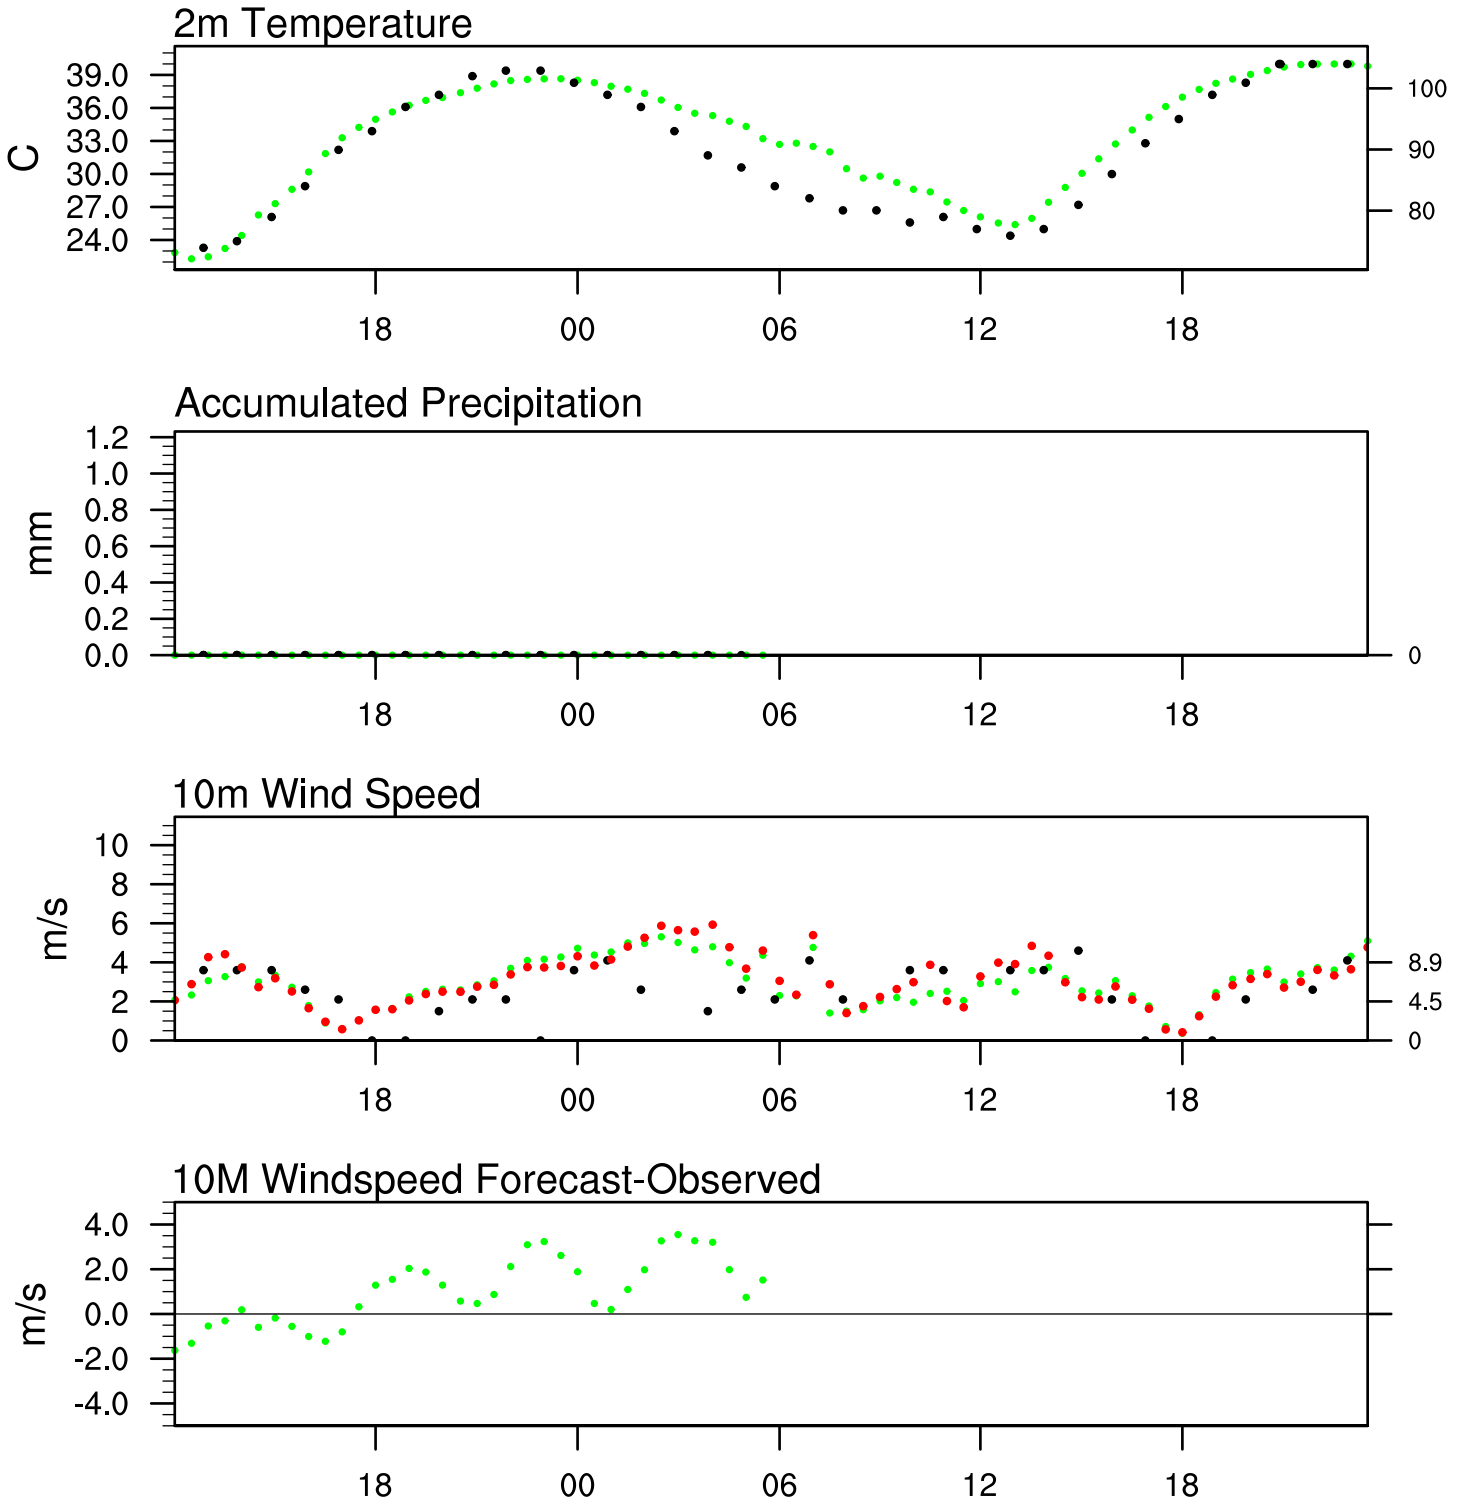 2m Temperature
39.0
36.0
33.0
30.0
27.0
24.0
C
100
90
80
18 00 06 12 18
Accumulated Precipitation
1.2
1.0
0.8
0.6
0.4
0.2
0.0
mm
0
18 00 06 12 18
10m Wind Speed
10
8
6
4
2
0
m/s
8.9
4.5
0
18 00 06 12 18
10M Windspeed Forecast-Observed
4.0
2.0
0.0
-2.0
-4.0
m/s
18 00 06 12 18